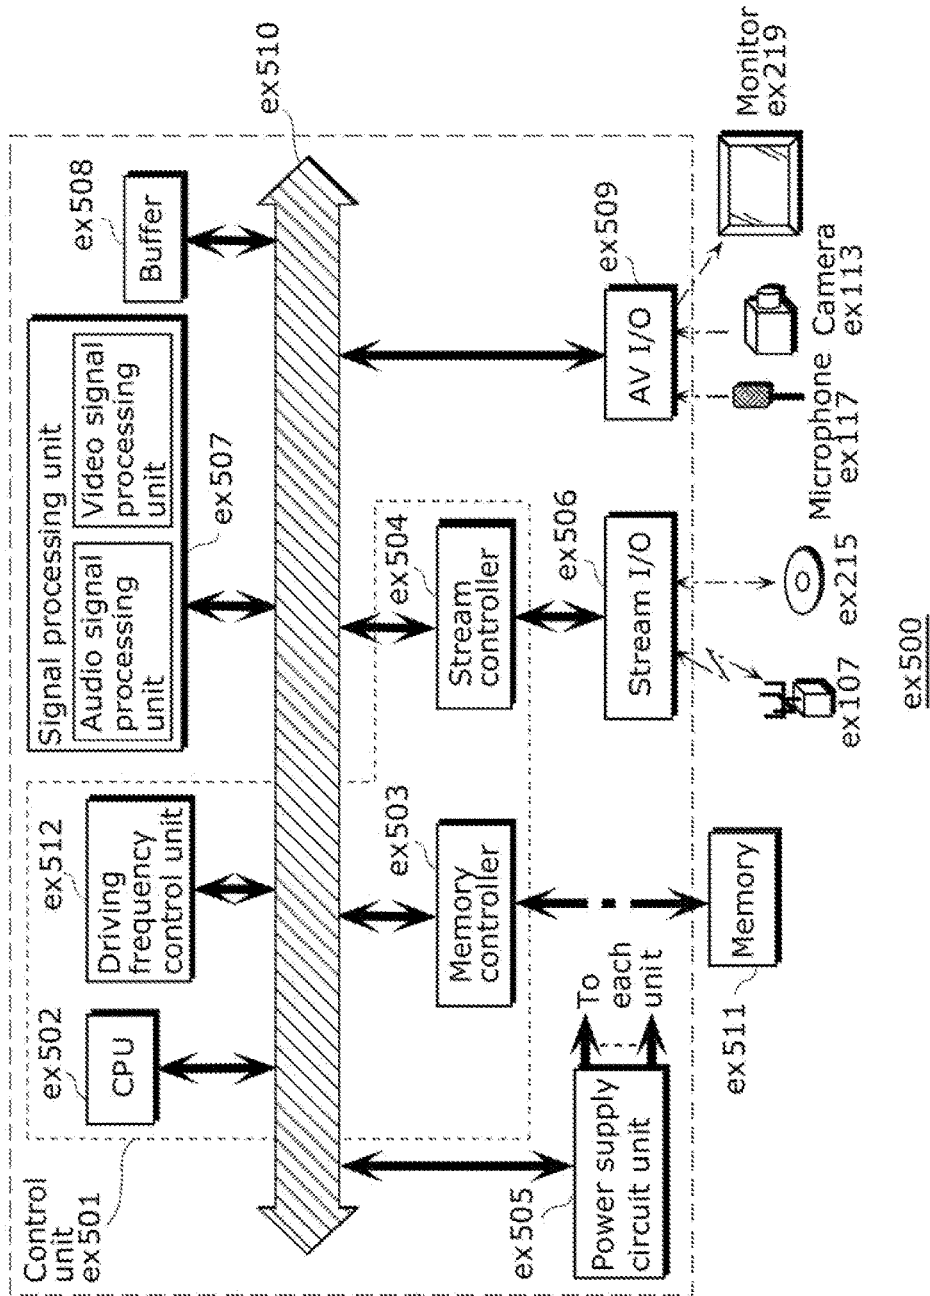 Control
unit
ex501
ex502
CPU
ex512
Driving
frequency
control unit
Signal processing unit
Audio signal
processing
unit
Video signal
processing
unit
ex507
ex508
Buffer
ex510
ex505
Power supply
circuit unit
To
each
unit
ex503
Memory
controller
ex504
Stream
controller
ex506
Stream I/O
ex509
AV I/O
ex511
Memory
ex107
ex215
Microphone
ex117
Camera
ex113
Monitor
ex219
ex500